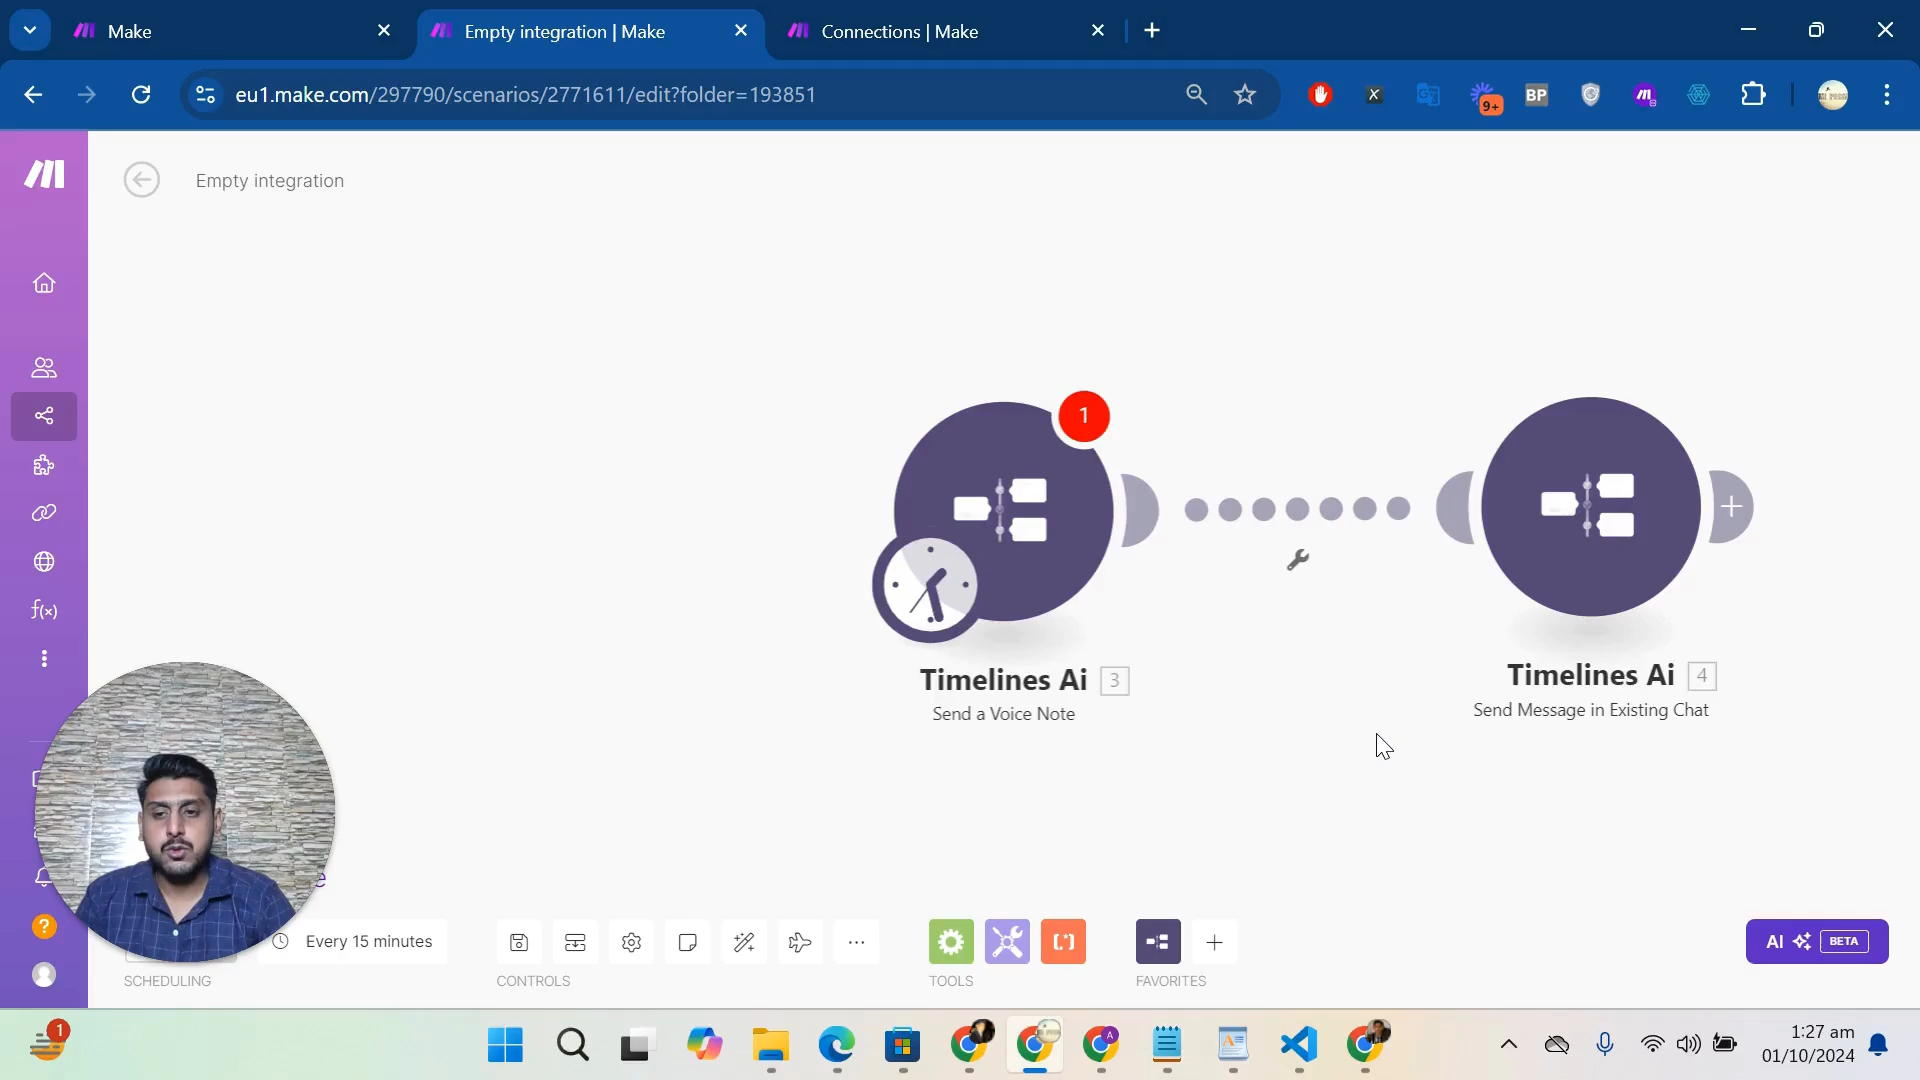 Make
Empty integration | Make
Connections | Make
eu1.make.com/297790/scenarios/2771611/edit?folder=193851
9+
X
BP
Empty integration
1
Timelines Ai 3
Send a Voice Note
Timelines Ai 4
Send Message in Existing Chat
f(x)
e
?
Every 15 minutes
SCHEDULING
CONTROLS
TOOLS
FAVORITES
AI BETA
1
A
1:27 am
01/10/2024